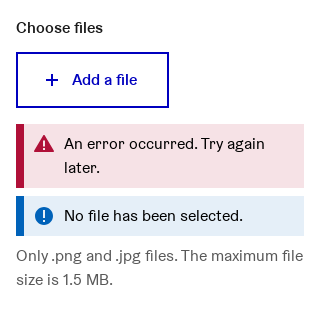 Choose files
Add a file
An error occurred. Try again
later.
No file has been selected.
Only .png and .jpg files. The maximum file
size is 1.5 MB.